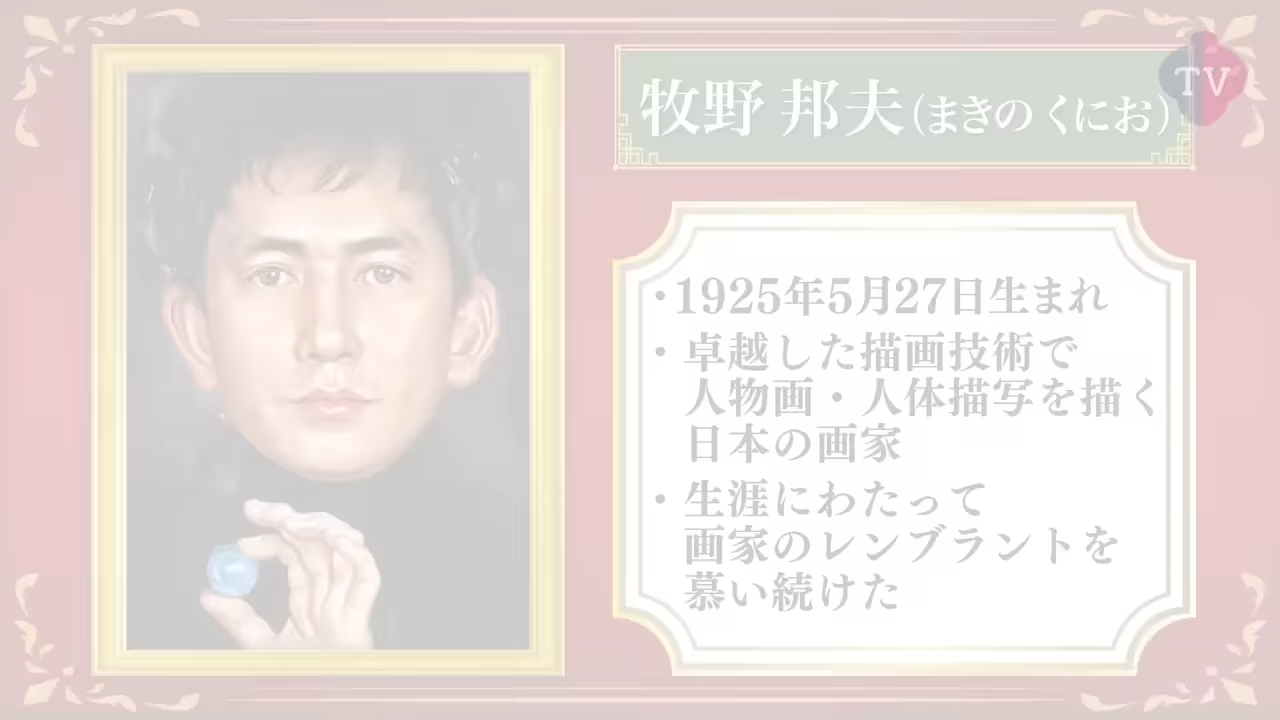 牧野 邦夫(まきの くにお)
TV
・1925年5月27日生まれ
・卓越した描画技術で
人物画・人体描写を描く
日本の画家
・生涯にわたって
画家のレンブラントを
慕い続けた